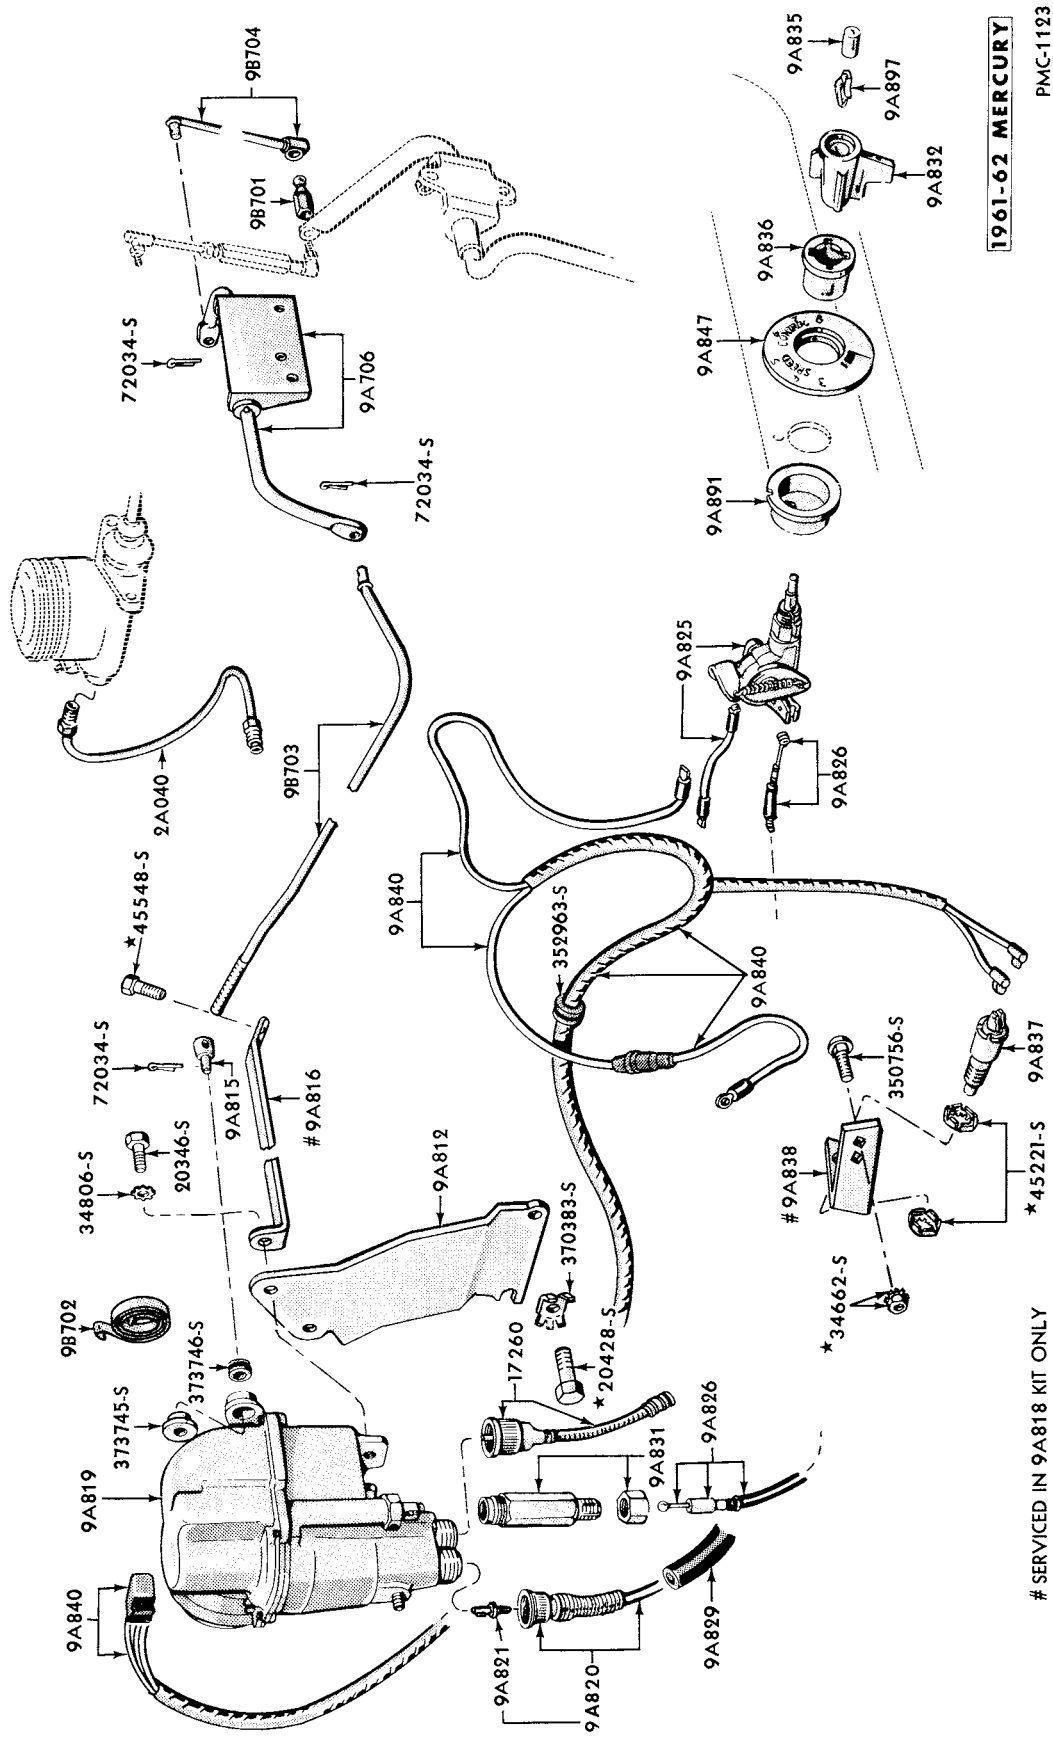 9A840
9A819
373745-S
373746-S
9B702
34806-S
20346-S
72034-S
9A815
#9A816
★45548-S
2A040
9B703
72034-S
9A706
72034-S
9B701
9B704
9A812
370383-S
★20428-S
17260
9A831
9A826
9A829
9A820
9A821
352963-S
9A840
9A840
9A825
9A826
9A891
9A847
SPEED CONTROL
3 4 5 8
9A836
9A832
9A897
9A835
#9A838
350756-S
9A837
★45221-S
★34662-S
# SERVICED IN 9A818 KIT ONLY
1961-62 MERCURY
PMC-1123